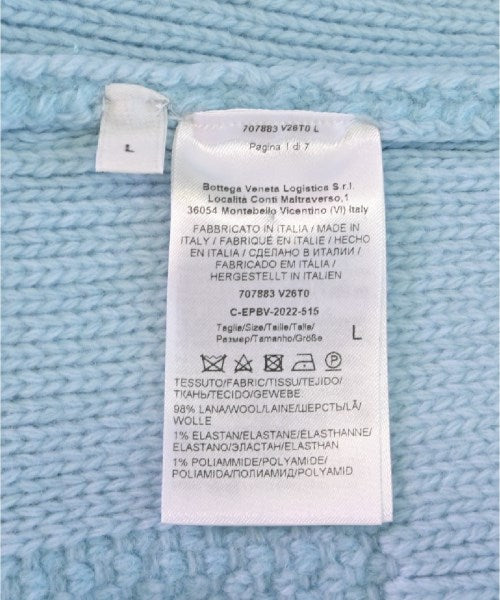 L
707883 V26T0 L
Pagina 1 di 7
Bottega Veneta Logistica S.r.l.
Località Conti Maltraverso,1
36054 Montebello Vicentino (VI) Italy
FABBRICATO IN ITALIA / MADE IN
ITALY / FABRIQUÉ EN ITALIE / HECHO
EN ITALIA / СДЕЛАНО В ИТАЛИИ /
FABRICADO EM ITÁLIA /
HERGESTELLT IN ITALIEN
707883 V26T0
C-EPBV-2022-515
Taglia/Size/Taille/Talla/
Размер/Tamanho/Größe
L
P
TESSUTO/FABRIC/TISSU/TEJIDO/
ТКАНЬ/TECIDO/GEWEBE
98% LANA/WOOL/LAINE/ШЕРСТЬ/LÃ/
WOLLE
1% ELASTAN/ELASTANE/ELASTHANNE/
ELASTANO/ЭЛАСТАН/ELASTHAN
1% POLIAMMIDE/POLYAMIDE/
POLIAMIDA/ПОЛИАМИД/POLYAMID